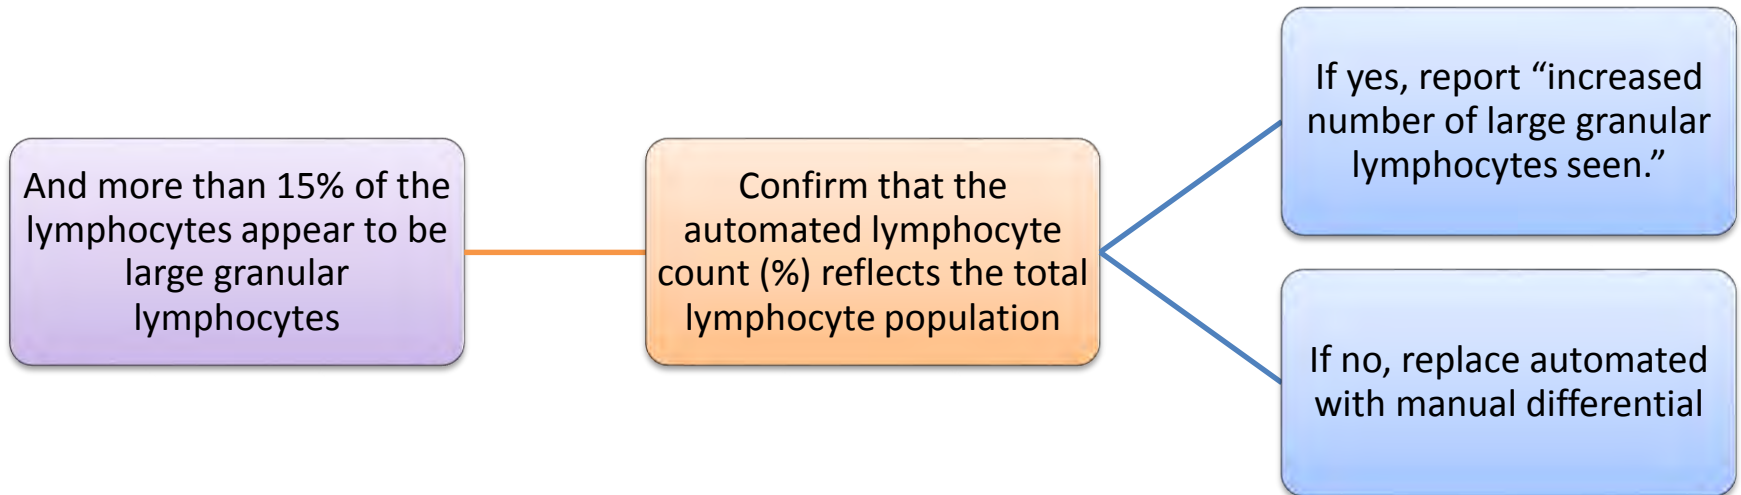 And more than 15% of the
lymphocytes appear to be
large granular
lymphocytes
Confirm that the
automated lymphocyte
count (%) reflects the total
lymphocyte population
If yes, report “increased
number of large granular
lymphocytes seen.”
If no, replace automated
with manual differential